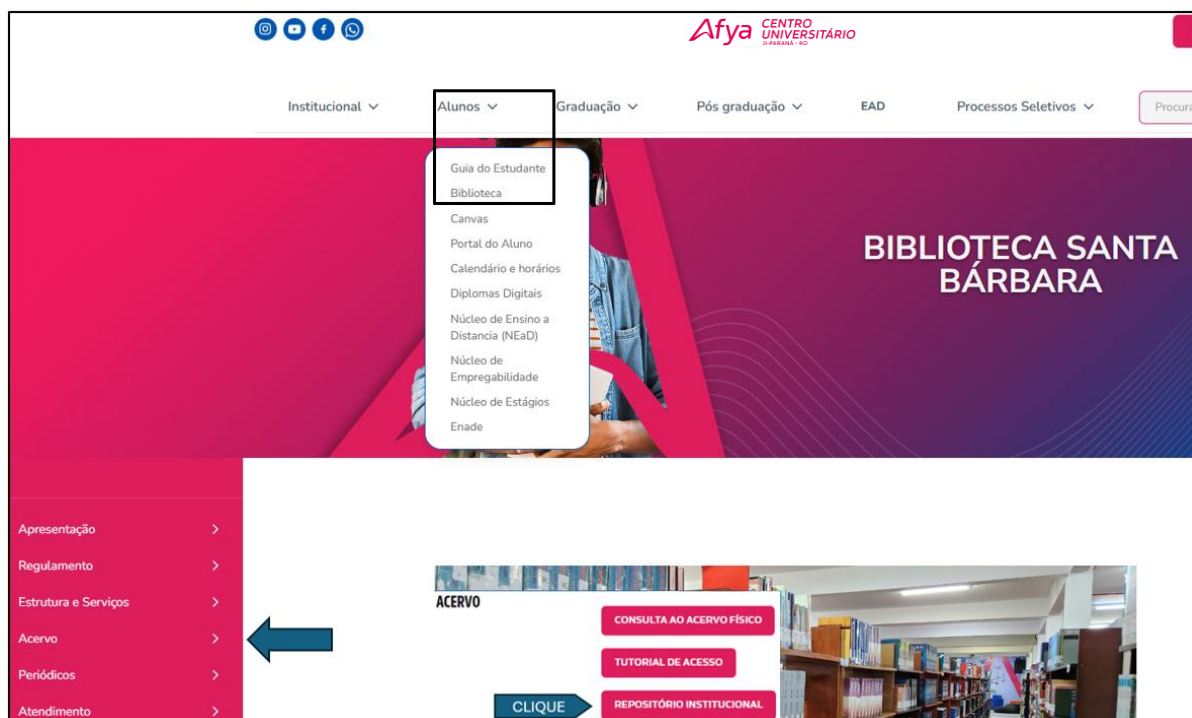 Afya CENTRO
UNIVERSITÁRIO
JI-PARANÁ - RO
Institucional
Alunos
Graduação
Pós graduação
EAD
Processos Seletivos
Procura
Guia do Estudante
Biblioteca
Canvas
Portal do Aluno
Calendário e horários
Diplomas Digitais
Núcleo de Ensino a
Distancia (NEaD)
Núcleo de
Empregabilidade
Núcleo de Estágios
Enade
BIBLIOTECA SANTA
BÁRBARA
Apresentação
Regulamento
Estrutura e Serviços
Acervo
Periódicos
Atendimento
ACERVO
CONSULTA AO ACERVO FÍSICO
TUTORIAL DE ACESSO
CLIQUE
REPOSITÓRIO INSTITUCIONAL